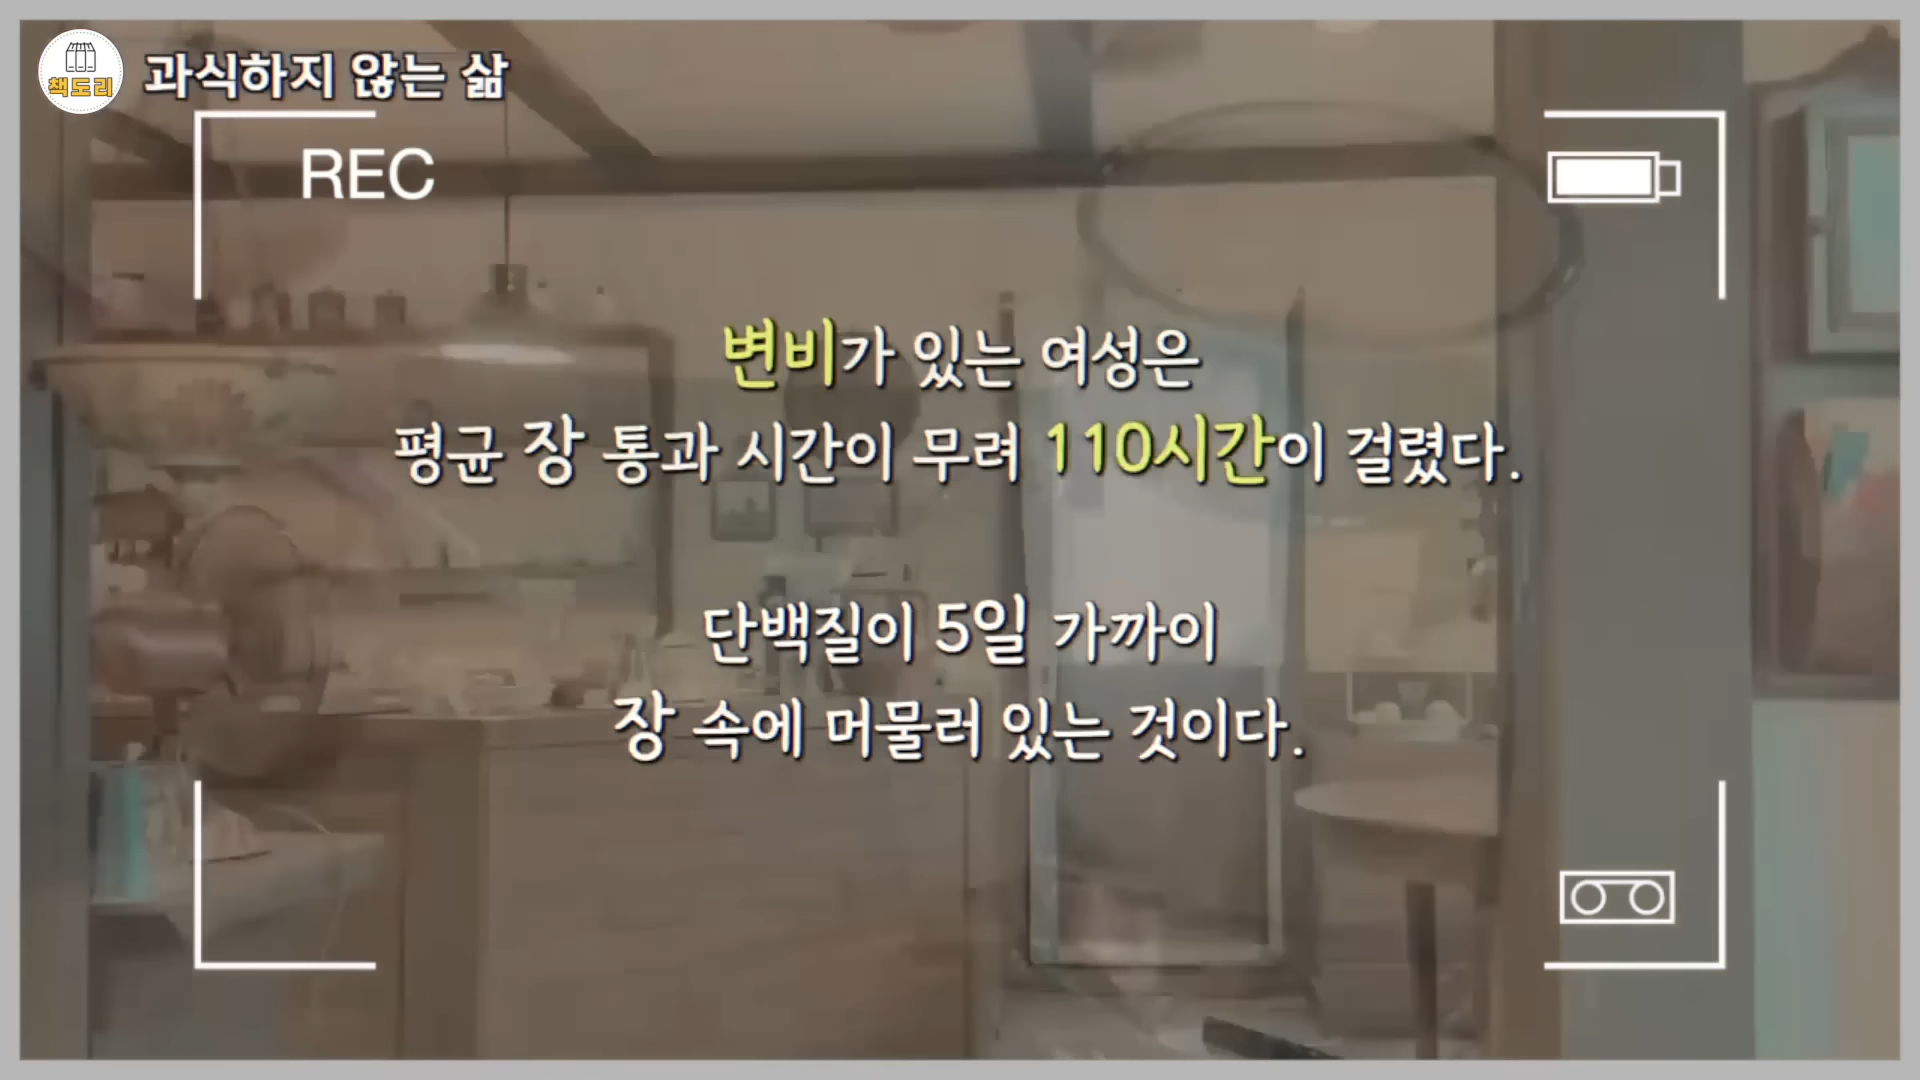 책도리
과식하지 않는 삶
REC
변비가 있는 여성은
평균 장 통과 시간이 무려 110시간이 걸렸다.
단백질이 5일 가까이
장 속에 머물러 있는 것이다.